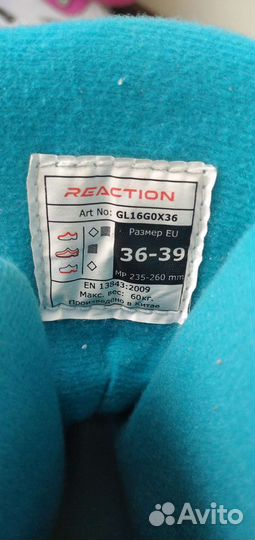 REACTION
Art No: GL16G0X36
Размер EU
36-39
Mp 235-260 mm
EN 13843:2009
Макс. вес: 60кг.
Произведено в Китае
Avito